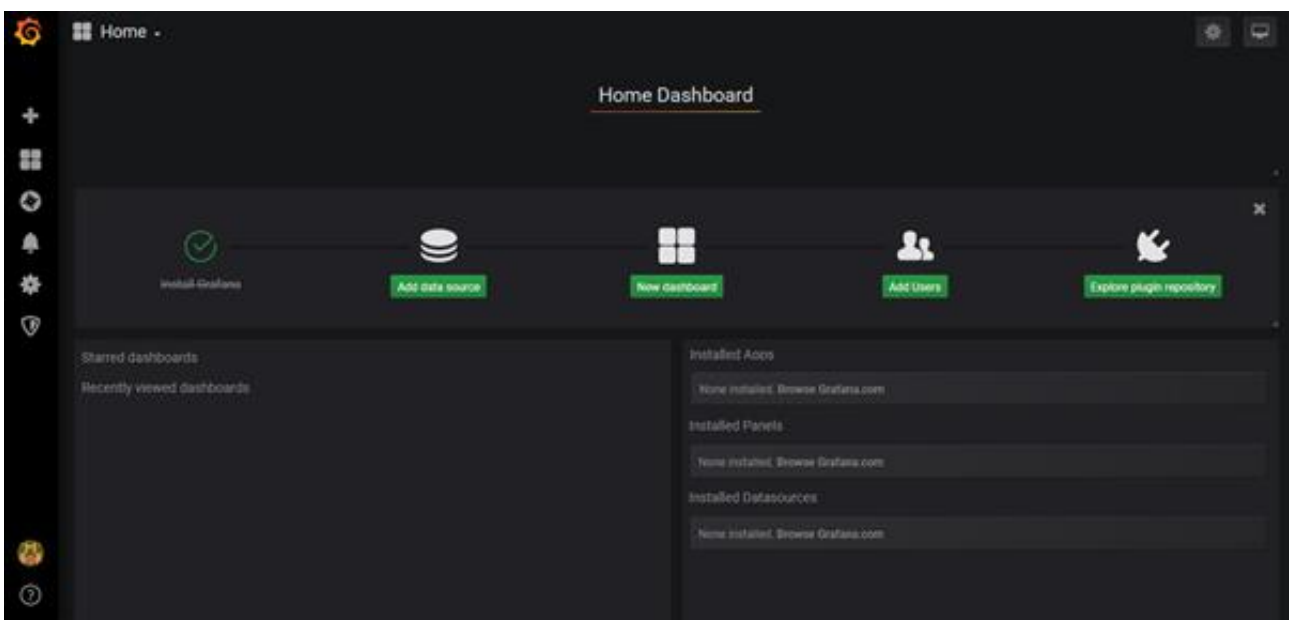 Home
Home Dashboard
Install Grafana
Add data source
New dashboard
Add Users
Explore plugin repository
Starred dashboards
Recently viewed dashboards
Installed Apps
None installed. Browse Grafana.com
Installed Panels
None installed. Browse Grafana.com
Installed Datasources
None installed. Browse Grafana.com